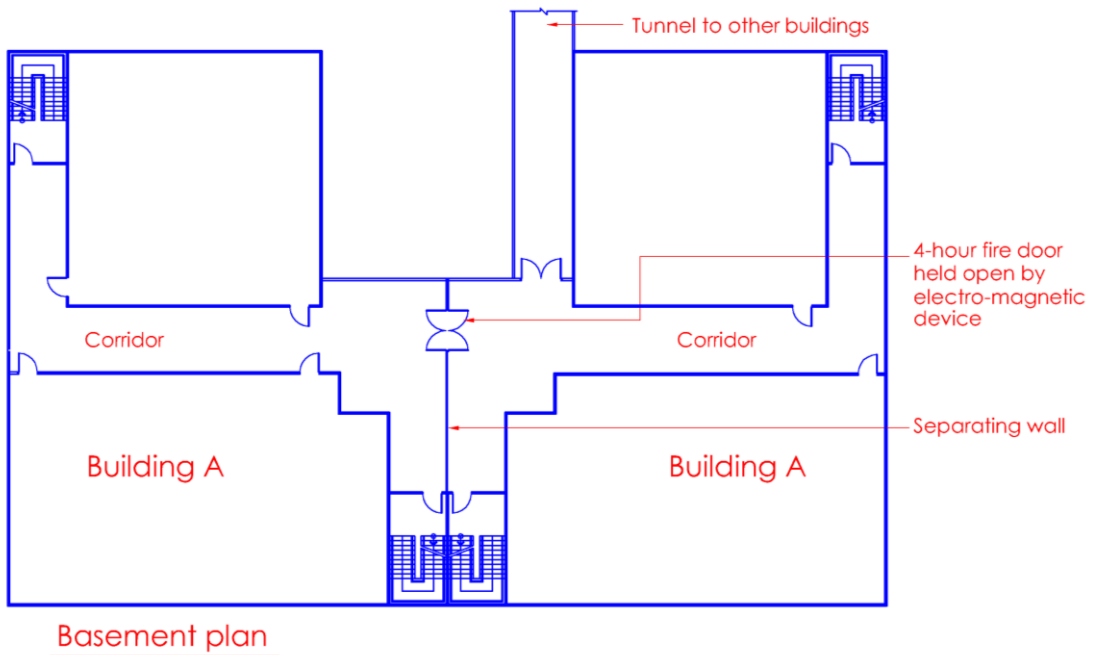 Tunnel to other buildings
4-hour fire door
held open by
electro-magnetic
device
Corridor
Corridor
Separating wall
Building A
Building A
Basement plan